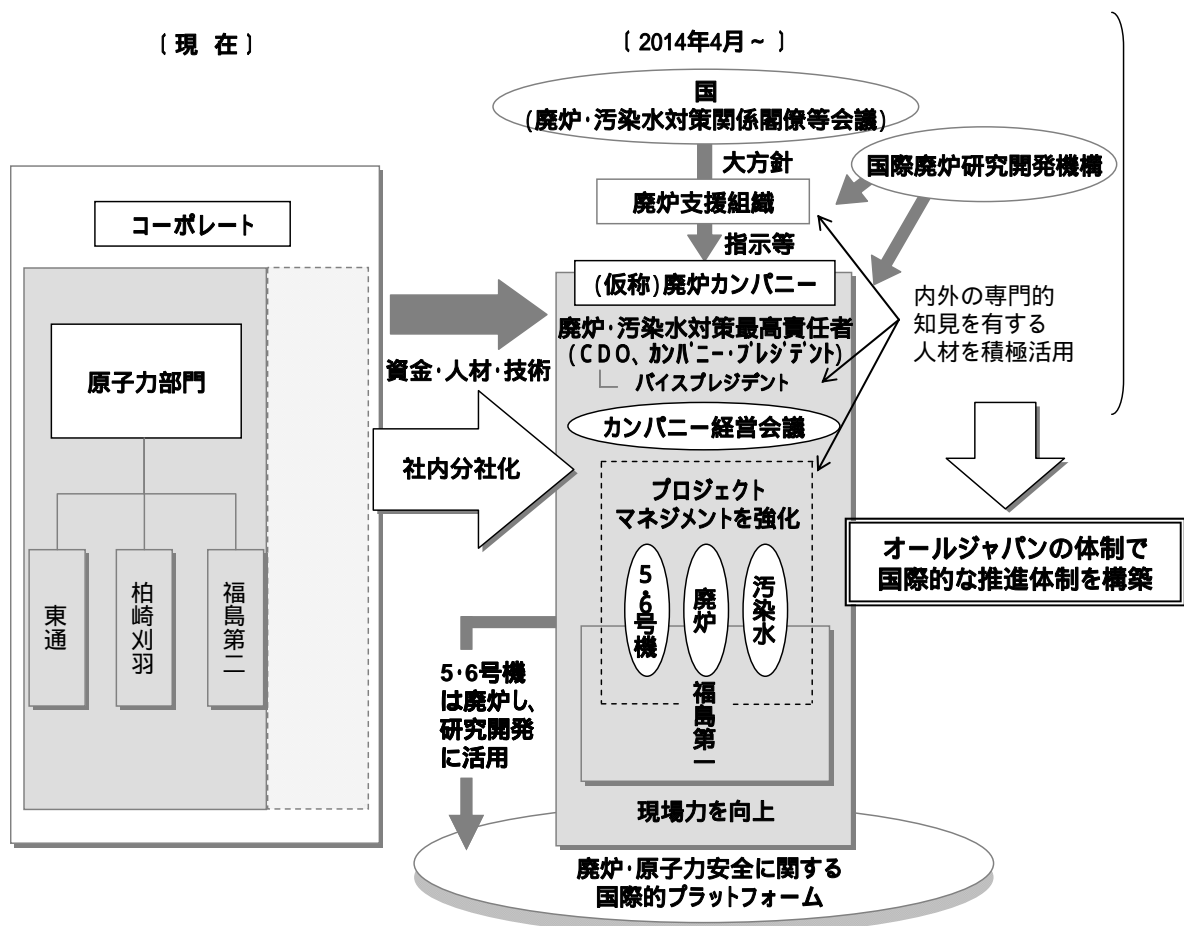 〔現 在〕
〔2014年4月~〕
国
(廃炉・汚染水対策関係閣僚等会議)
大方針
国際廃炉研究開発機構
廃炉支援組織
指示等
コーポレート
(仮称)廃炉カンパニー
廃炉・汚染水対策最高責任者
(CDO、カンパニー・プレジデント)
バイスプレジデント
内外の専門的
知見を有する
人材を積極活用
原子力部門
資金・人材・技術
カンパニー経営会議
社内分社化
プロジェクト
マネジメントを強化
オールジャパンの体制で
国際的な推進体制を構築
東通
柏崎刈羽
福島第二
5・6号機
廃炉
汚染水
5・6号機
は廃炉し、
研究開発
に活用
福島第一
現場力を向上
廃炉・原子力安全に関する
国際的プラットフォーム